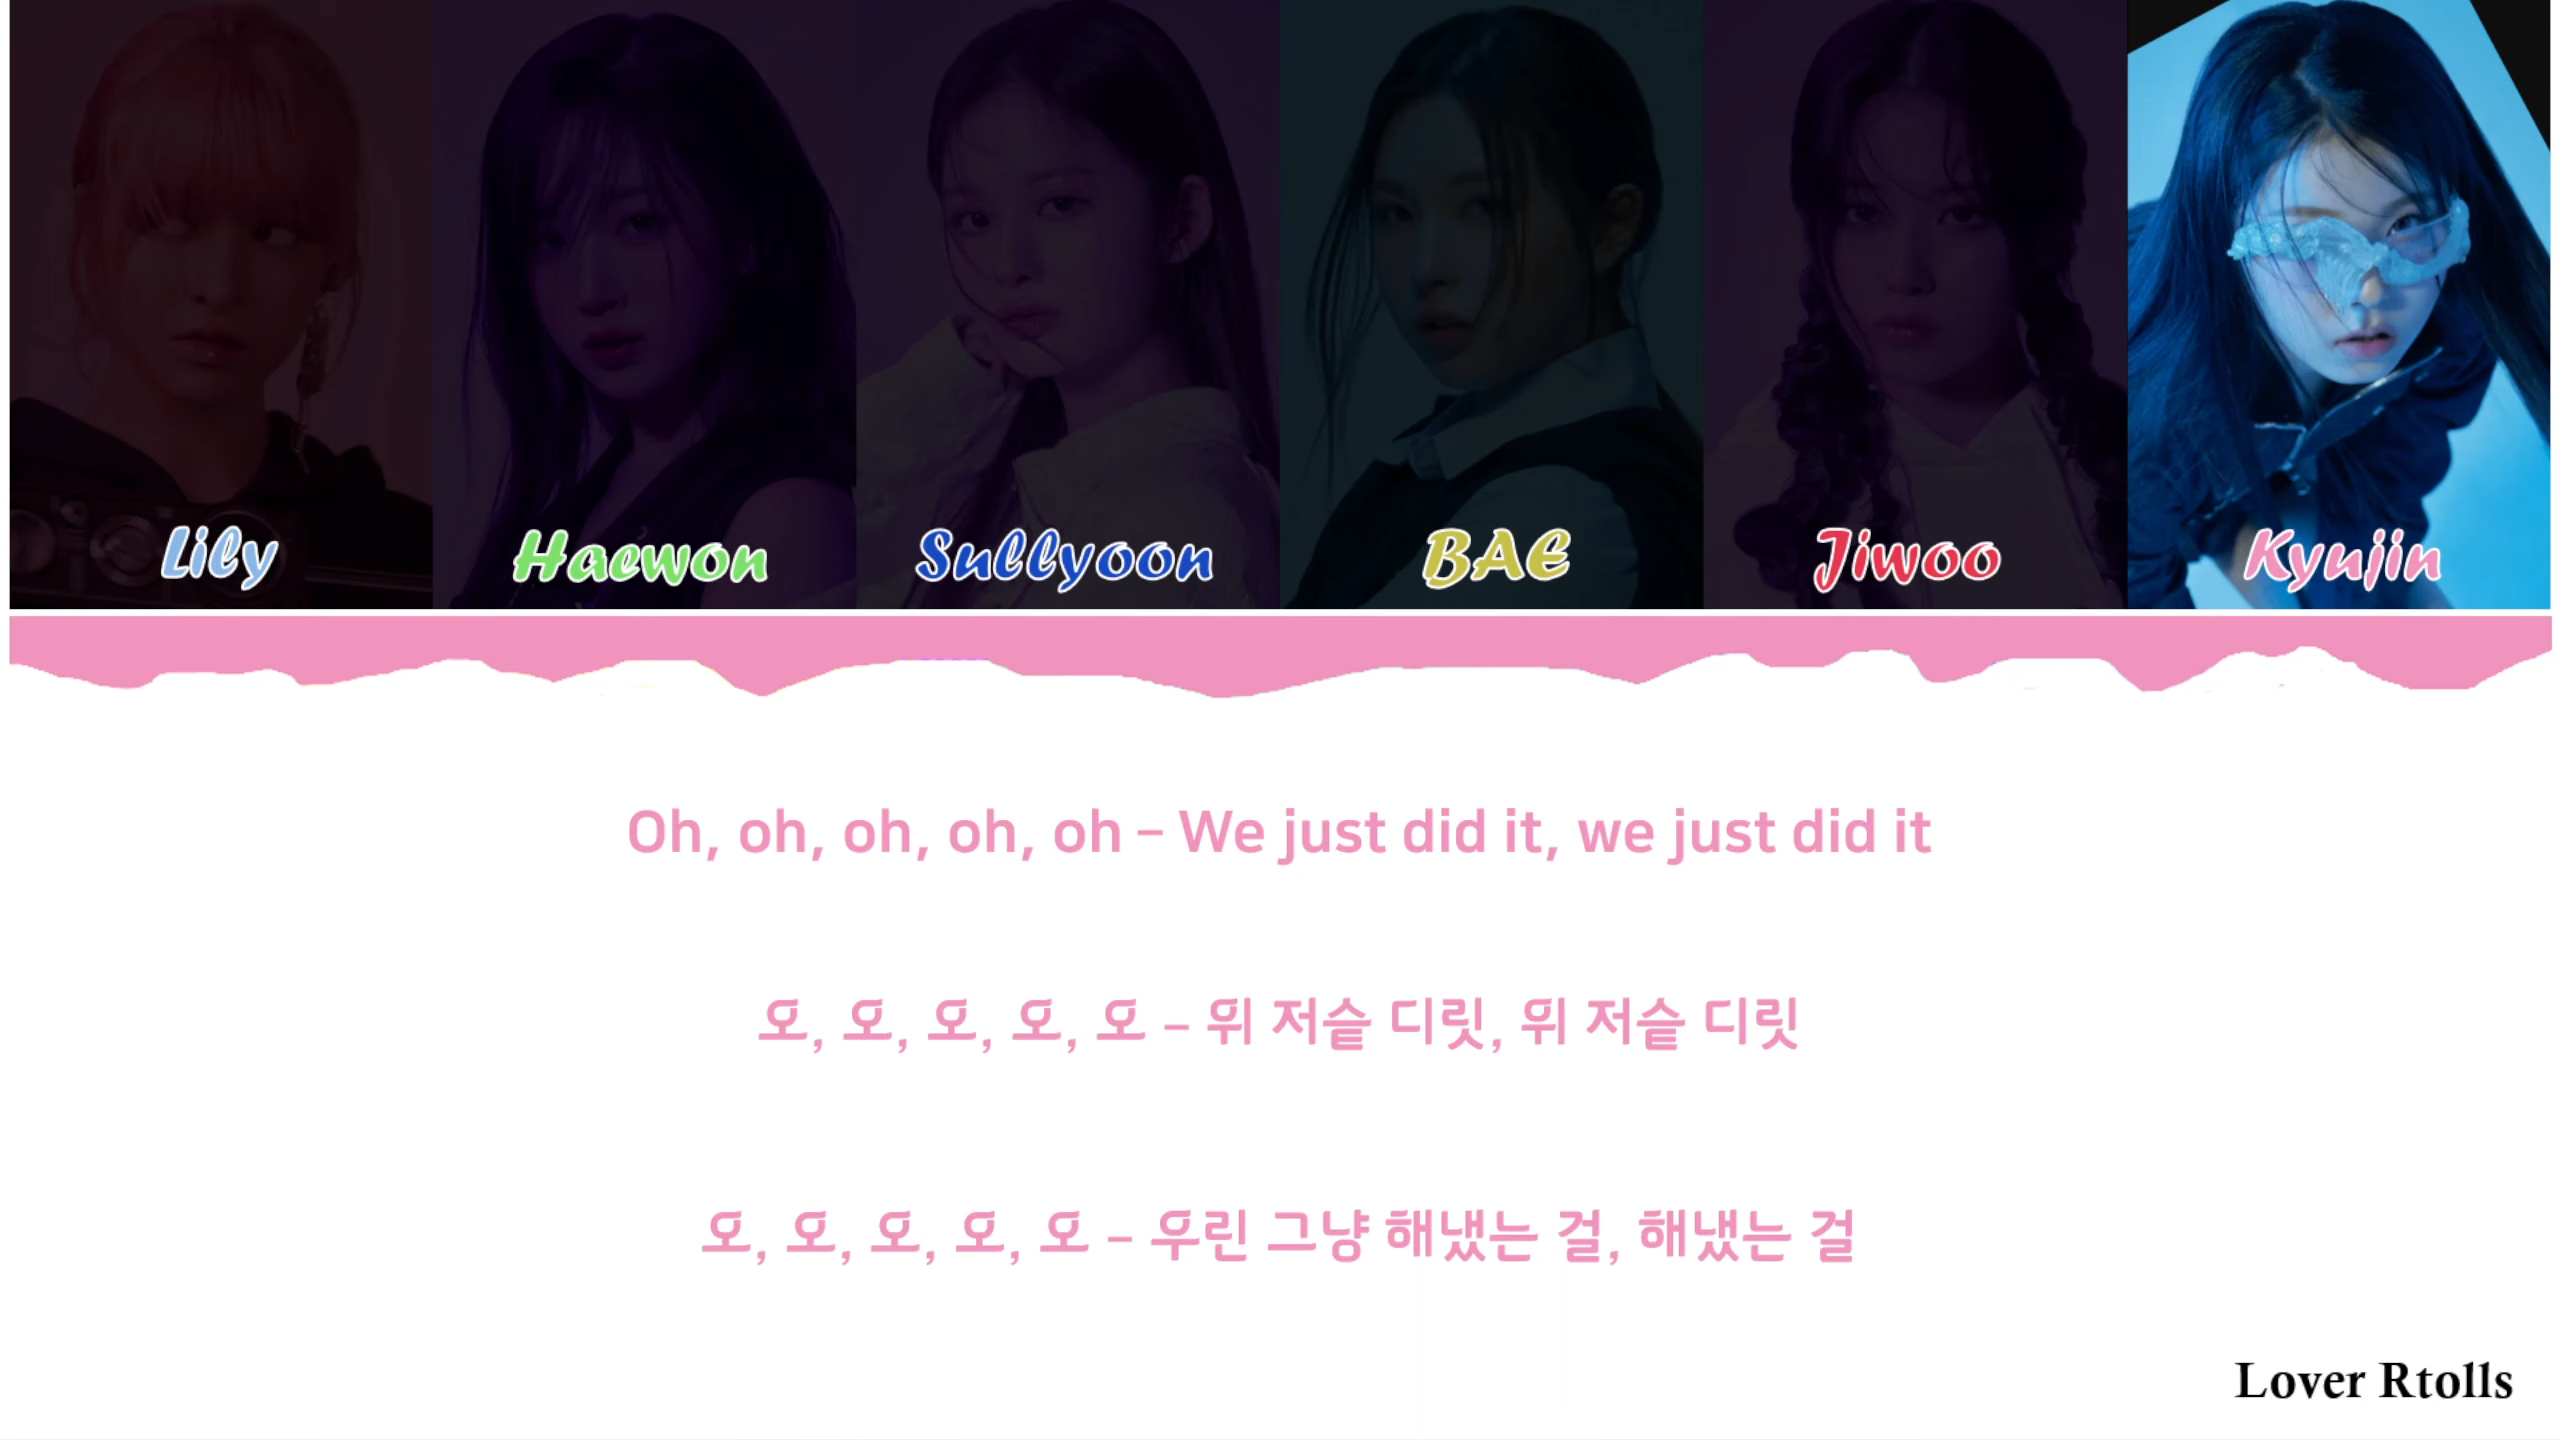 Lily Haewon Sullyoon BAE Jiwoo Kyujin
Oh, oh, oh, oh, oh – We just did it, we just did it
오, 오, 오, 오, 오 – 위 저슽 디릿, 위 저슽 디릿
오, 오, 오, 오, 오 – 우린 그냥 해냈는 걸, 해냈는 걸
Lover Rtolls